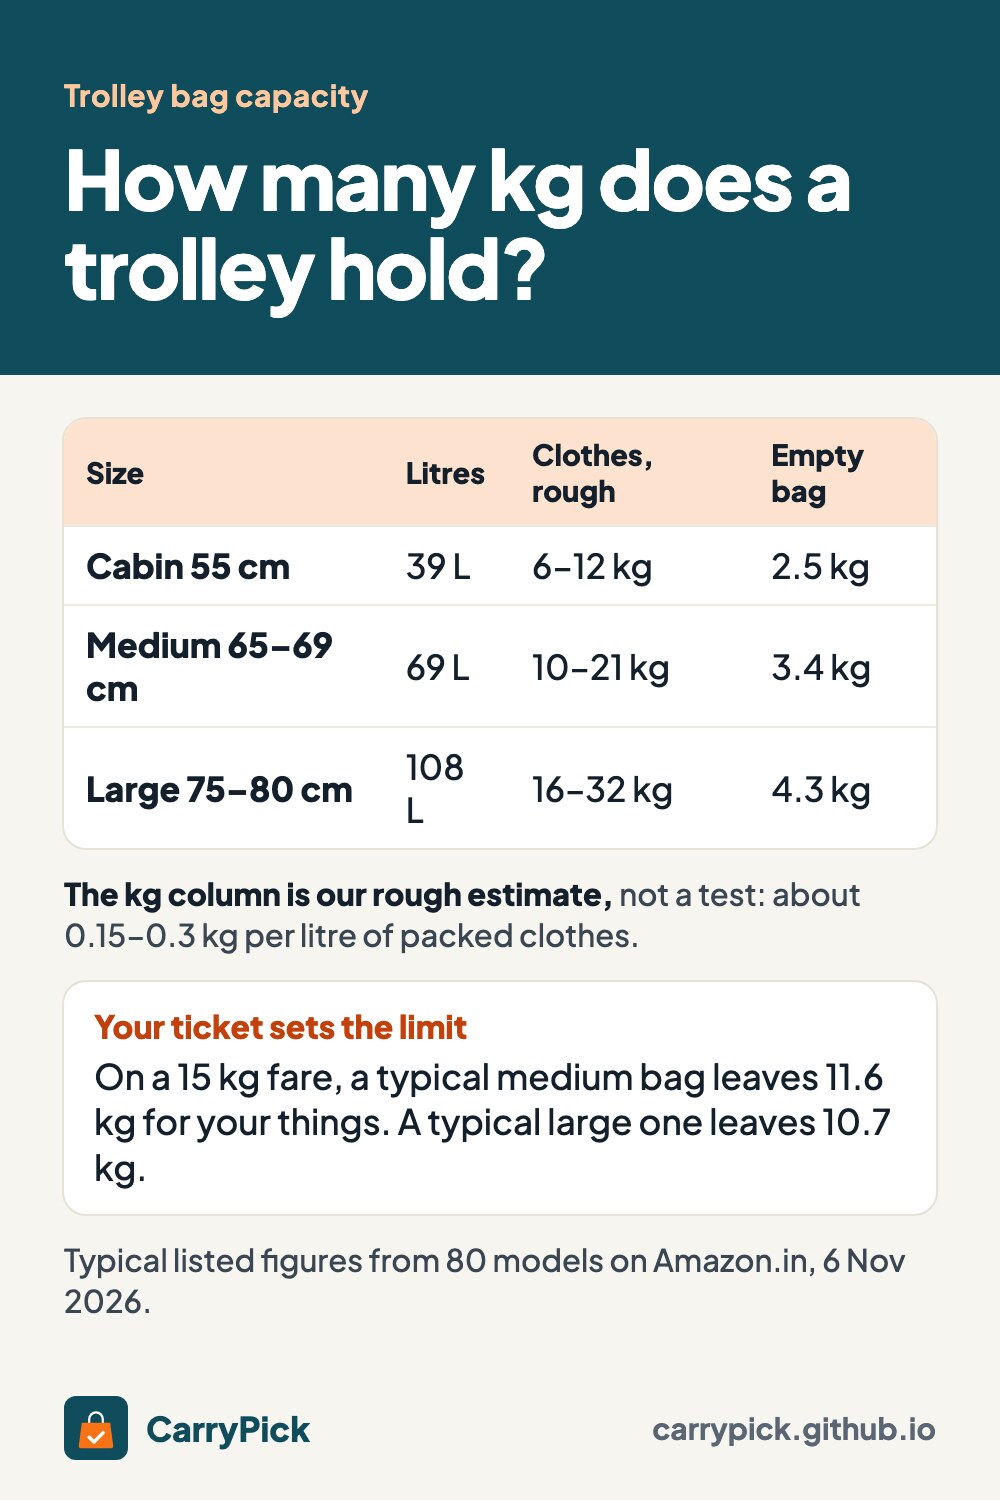 Trolley bag capacity
How many kg does a
trolley hold?
Size Litres Clothes, rough Empty bag
Cabin 55 cm 39 L 6–12 kg 2.5 kg
Medium 65–69 cm 69 L 10–21 kg 3.4 kg
Large 75–80 cm 108 L 16–32 kg 4.3 kg
The kg column is our rough estimate, not a test: about
0.15–0.3 kg per litre of packed clothes.
Your ticket sets the limit
On a 15 kg fare, a typical medium bag leaves 11.6
kg for your things. A typical large one leaves 10.7
kg.
Typical listed figures from 80 models on Amazon.in, 6 Nov
2026.
CarryPick
carrypick.github.io